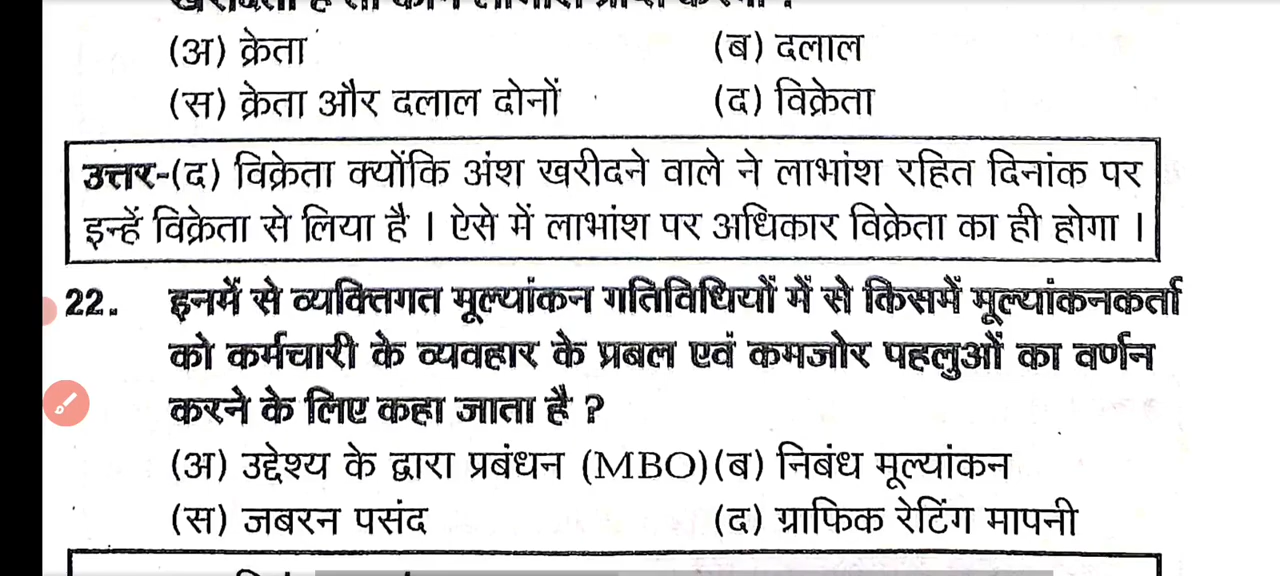 (अ) क्रेता (ब) दलाल
(स) क्रेता और दलाल दोनों (द) विक्रेता
उत्तर-(द) विक्रेता क्योंकि अंश खरीदने वाले ने लाभांश रहित दिनांक पर
इन्हें विक्रेता से लिया है । ऐसे में लाभांश पर अधिकार विक्रेता का ही होगा ।
22. इनमें से व्यक्तिगत मूल्यांकन गतिविधियों में से किसमें मूल्यांकनकर्ता
को कर्मचारी के व्यवहार के प्रबल एवं कमजोर पहलुओं का वर्णन
करने के लिए कहा जाता है ?
(अ) उद्देश्य के द्वारा प्रबंधन (MBO) (ब) निबंध मूल्यांकन
(स) जबरन पसंद (द) ग्राफिक रेटिंग मापनी